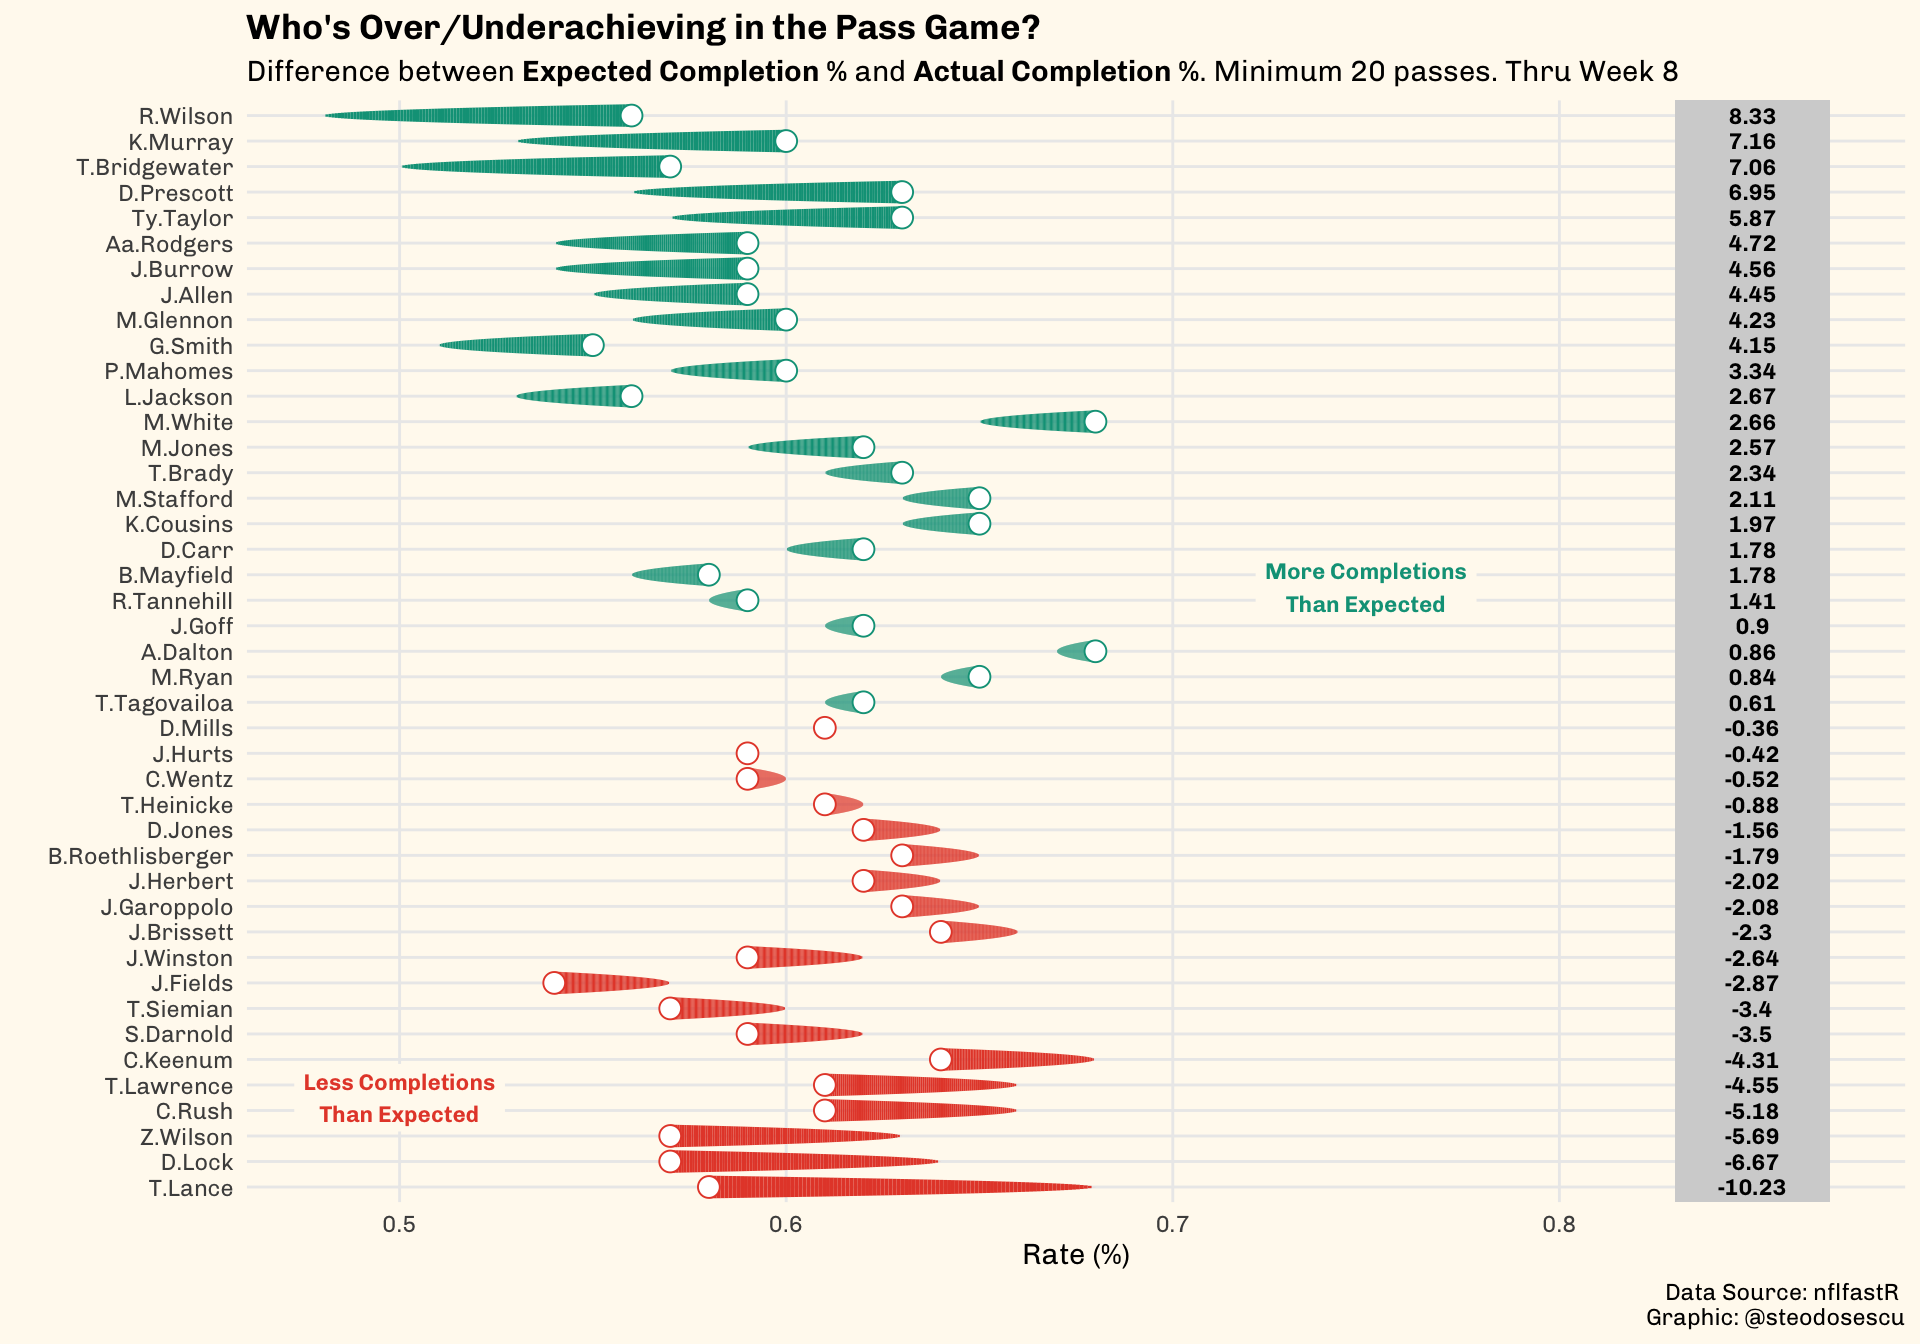 Who's Over/Underachieving in the Pass Game?
Difference between Expected Completion % and Actual Completion %. Minimum 20 passes. Thru Week 8
R.Wilson 8.33
K.Murray 7.16
T.Bridgewater 7.06
D.Prescott 6.95
Ty.Taylor 5.87
Aa.Rodgers 4.72
J.Burrow 4.56
J.Allen 4.45
M.Glennon 4.23
G.Smith 4.15
P.Mahomes 3.34
L.Jackson 2.67
M.White 2.66
M.Jones 2.57
T.Brady 2.34
M.Stafford 2.11
K.Cousins 1.97
D.Carr 1.78
B.Mayfield 1.78
R.Tannehill 1.41
More Completions
Than Expected
J.Goff 0.9
A.Dalton 0.86
M.Ryan 0.84
T.Tagovailoa 0.61
D.Mills -0.36
J.Hurts -0.42
C.Wentz -0.52
T.Heinicke -0.88
D.Jones -1.56
B.Roethlisberger -1.79
J.Herbert -2.02
J.Garoppolo -2.08
J.Brissett -2.3
J.Winston -2.64
J.Fields -2.87
T.Siemian -3.4
S.Darnold -3.5
C.Keenum -4.31
T.Lawrence -4.55
C.Rush -5.18
Less Completions
Than Expected
Z.Wilson -5.69
D.Lock -6.67
T.Lance -10.23
0.5 0.6 0.7 0.8
Rate (%)
Data Source: nflfastR
Graphic: @steodosescu